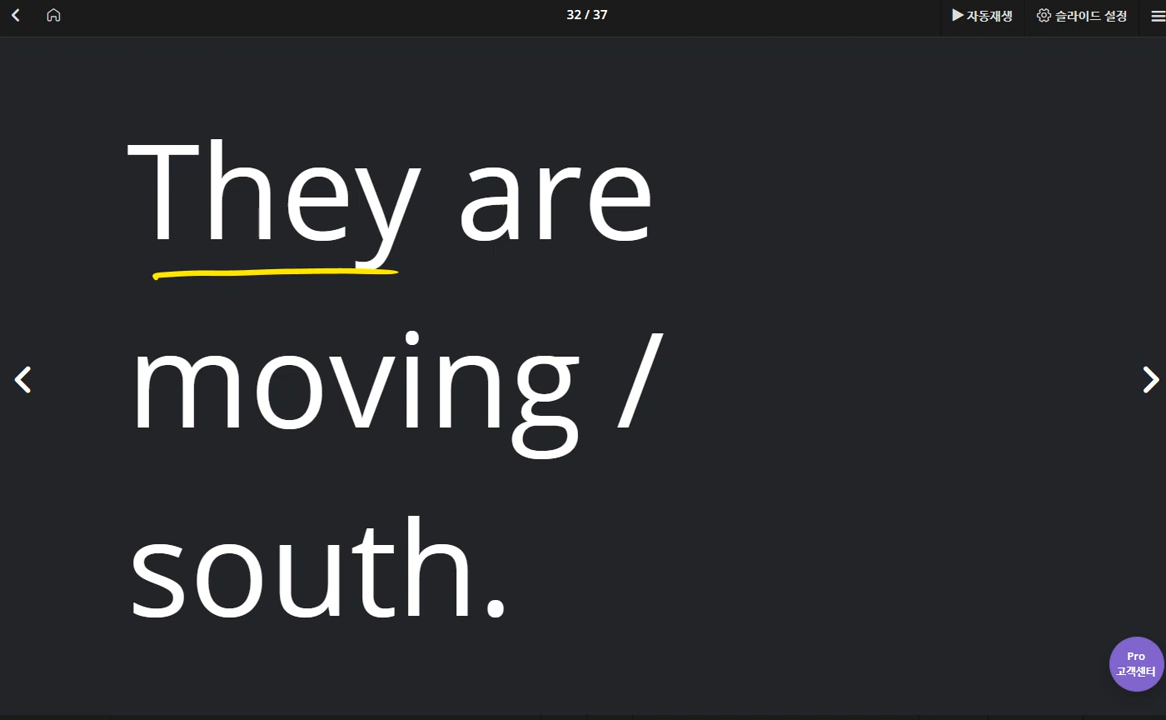 32 / 37
▶ 자동재생
슬라이드 설정
They are
moving /
south.
Pro
고객센터